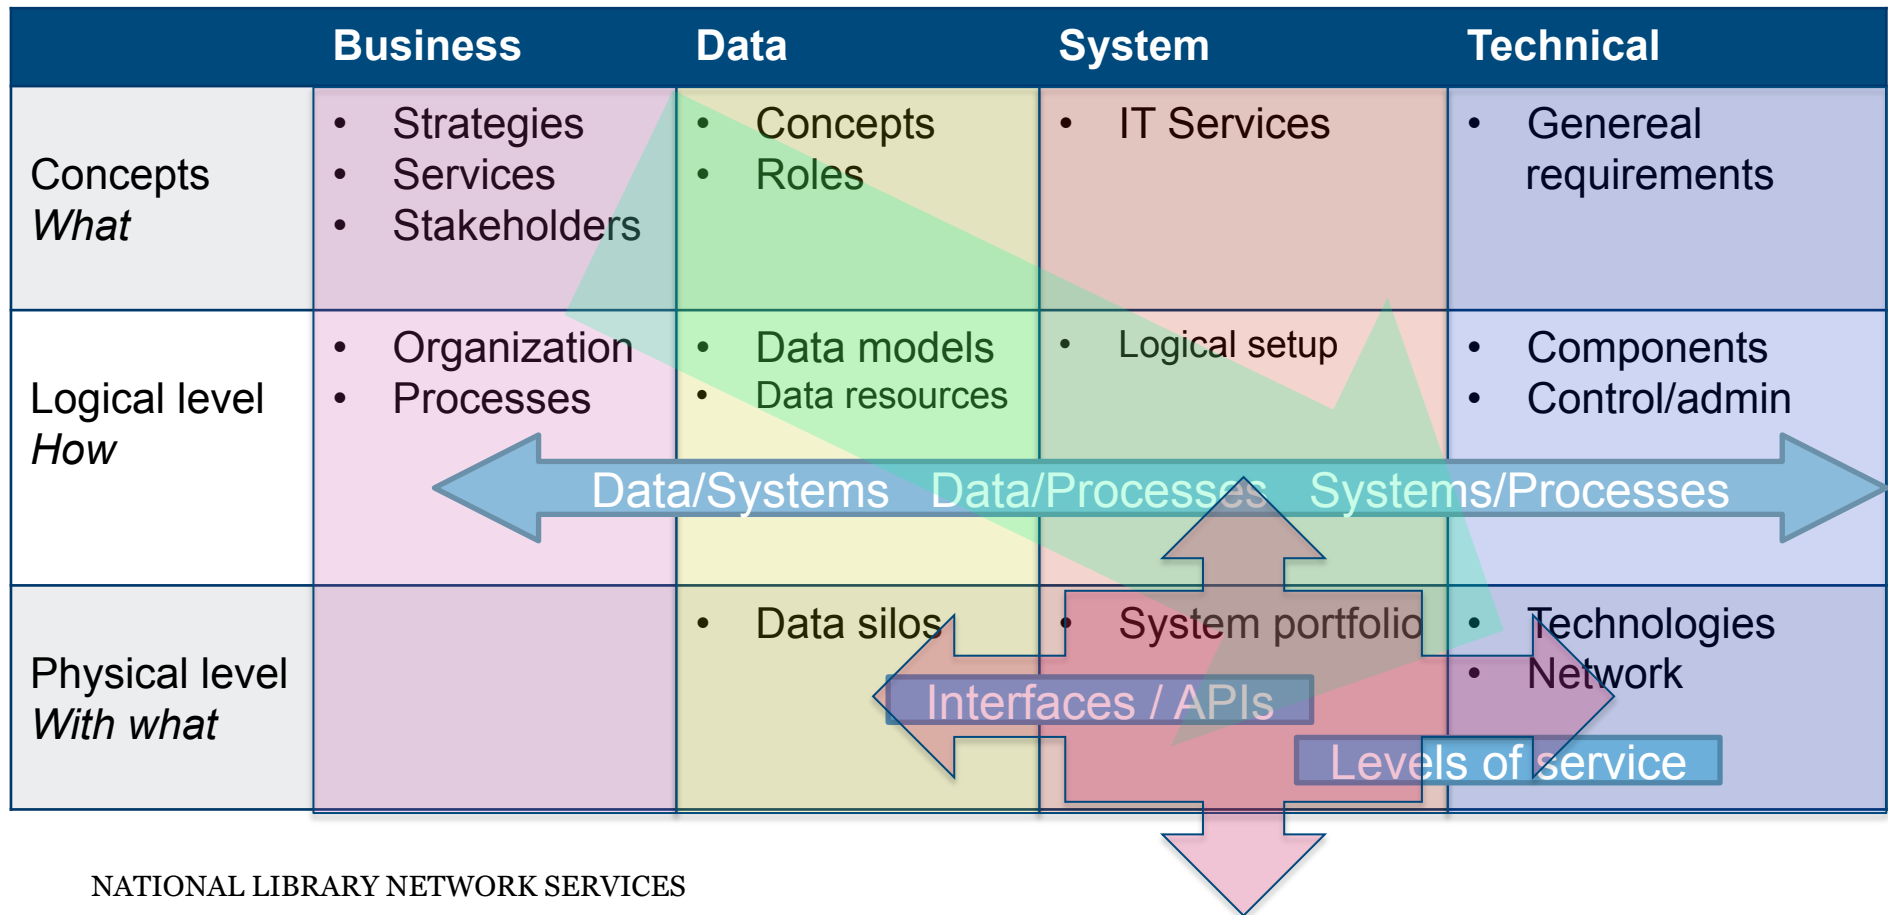 Business Data System Technical
Concepts
What
• Strategies
• Services
• Stakeholders
• Concepts
• Roles
• IT Services
• Genereal
requirements
Logical level
How
• Organization
• Processes
• Data models
• Data resources
• Logical setup
• Components
• Control/admin
Data/Systems Data/Processes Systems/Processes
Physical level
With what
• Data silos
• System portfolio
• Technologies
• Network
Interfaces / APIs
Levels of service
NATIONAL LIBRARY NETWORK SERVICES